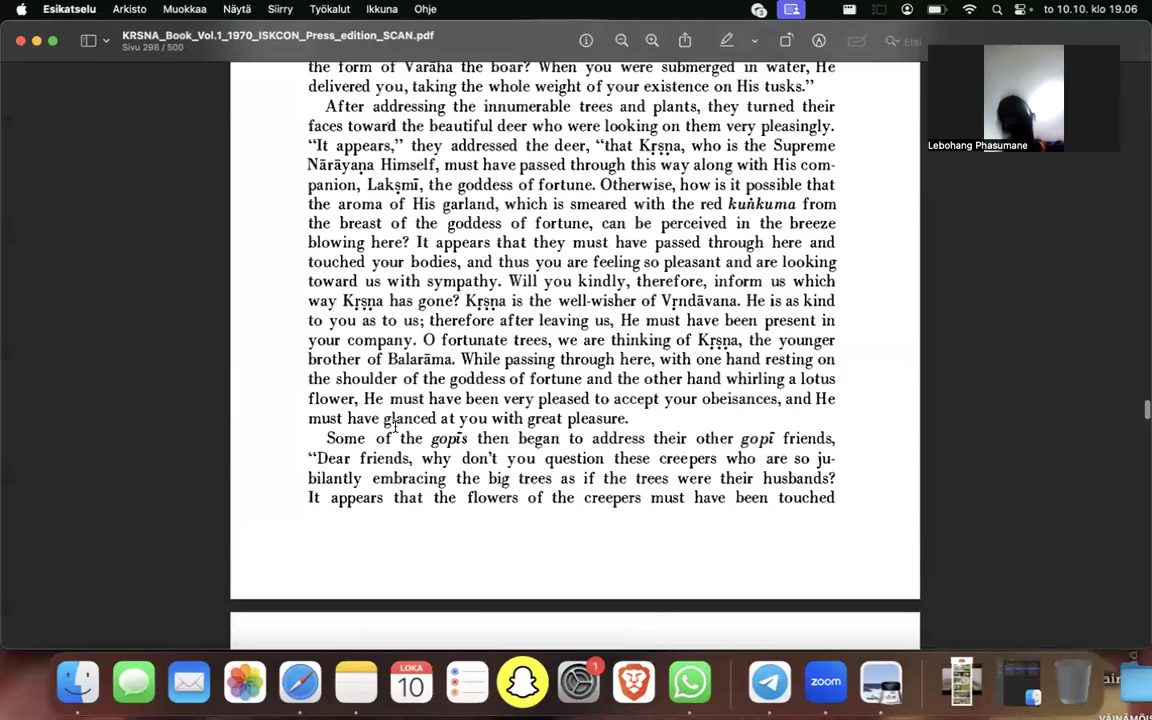 Esikatselu Arkisto Muokkaa Näytä Siirry Työkalut Ikkuna Ohje
to 10.10. klo 19.06
KRSNA_Book_Vol.1_1970_ISKCON_Press_edition_SCAN.pdf
Sivu 298 / 500
Etsi
Lebohang Phasumane
the form of Varāha the boar? When you were submerged in water, He
delivered you, taking the whole weight of your existence on His tusks.”
After addressing the innumerable trees and plants, they turned their
faces toward the beautiful deer who were looking on them very pleasingly.
“It appears,” they addressed the deer, “that Kṛṣṇa, who is the Supreme
Nārāyaṇa Himself, must have passed through this way along with His com-
panion, Lakṣmī, the goddess of fortune. Otherwise, how is it possible that
the aroma of His garland, which is smeared with the red kuṅkuma from
the breast of the goddess of fortune, can be perceived in the breeze
blowing here? It appears that they must have passed through here and
touched your bodies, and thus you are feeling so pleasant and are looking
toward us with sympathy. Will you kindly, therefore, inform us which
way Kṛṣṇa has gone? Kṛṣṇa is the well-wisher of Vṛndāvana. He is as kind
to you as to us; therefore after leaving us, He must have been present in
your company. O fortunate trees, we are thinking of Kṛṣṇa, the younger
brother of Balarāma. While passing through here, with one hand resting on
the shoulder of the goddess of fortune and the other hand whirling a lotus
flower, He must have been very pleased to accept your obeisances, and He
must have glanced at you with great pleasure.
Some of the gopīs then began to address their other gopī friends,
“Dear friends, why don’t you question these creepers who are so ju-
bilantly embracing the big trees as if the trees were their husbands?
It appears that the flowers of the creepers must have been touched
LOKA
10
1
zoom